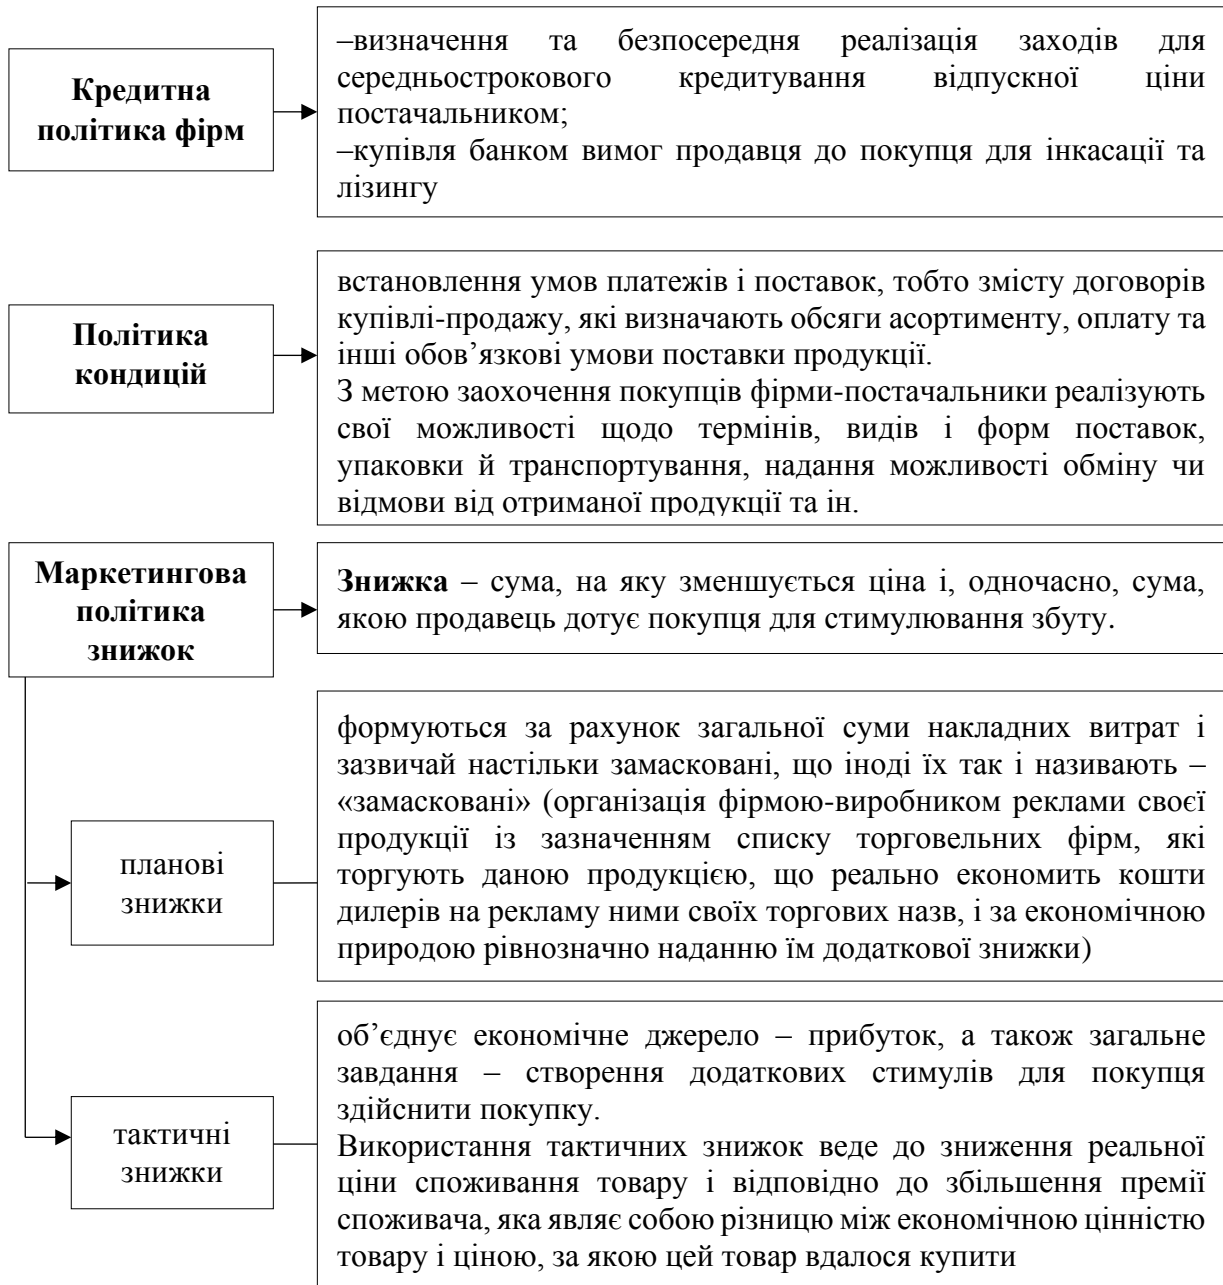 Кредитна
політика фірм
–визначення та безпосередня реалізація заходів для
середньострокового кредитування відпускної ціни
постачальником;
–купівля банком вимог продавця до покупця для інкасації та
лізингу
Політика
кондицій
встановлення умов платежів і поставок, тобто змісту договорів
купівлі-продажу, які визначають обсяги асортименту, оплату та
інші обов’язкові умови поставки продукції.
З метою заохочення покупців фірми-постачальники реалізують
свої можливості щодо термінів, видів і форм поставок,
упаковки й транспортування, надання можливості обміну чи
відмови від отриманої продукції та ін.
Маркетингова
політика
знижок
Знижка – сума, на яку зменшується ціна і, одночасно, сума,
якою продавець дотує покупця для стимулювання збуту.
планові
знижки
формуються за рахунок загальної суми накладних витрат і
зазвичай настільки замасковані, що іноді їх так і називають –
«замасковані» (організація фірмою-виробником реклами своєї
продукції із зазначенням списку торговельних фірм, які
торгують даною продукцією, що реально економить кошти
дилерів на рекламу ними своїх торгових назв, і за економічною
природою рівнозначно наданню їм додаткової знижки)
тактичні
знижки
об’єднує економічне джерело – прибуток, а також загальне
завдання – створення додаткових стимулів для покупця
здійснити покупку.
Використання тактичних знижок веде до зниження реальної
ціни споживання товару і відповідно до збільшення премії
споживача, яка являє собою різницю між економічною цінністю
товару і ціною, за якою цей товар вдалося купити